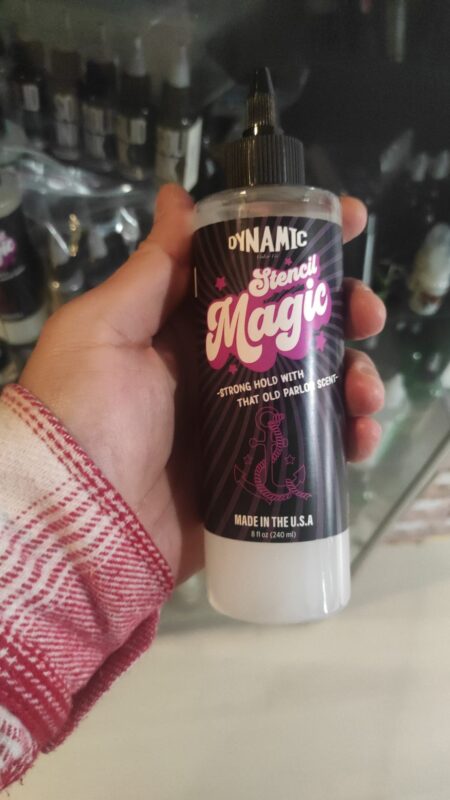 DYNAMIC
Stencil
Magic
-STRONG HOLD WITH
THAT OLD PARLOR SCENT-
MADE IN THE U.S.A
8 fl oz (240 ml)